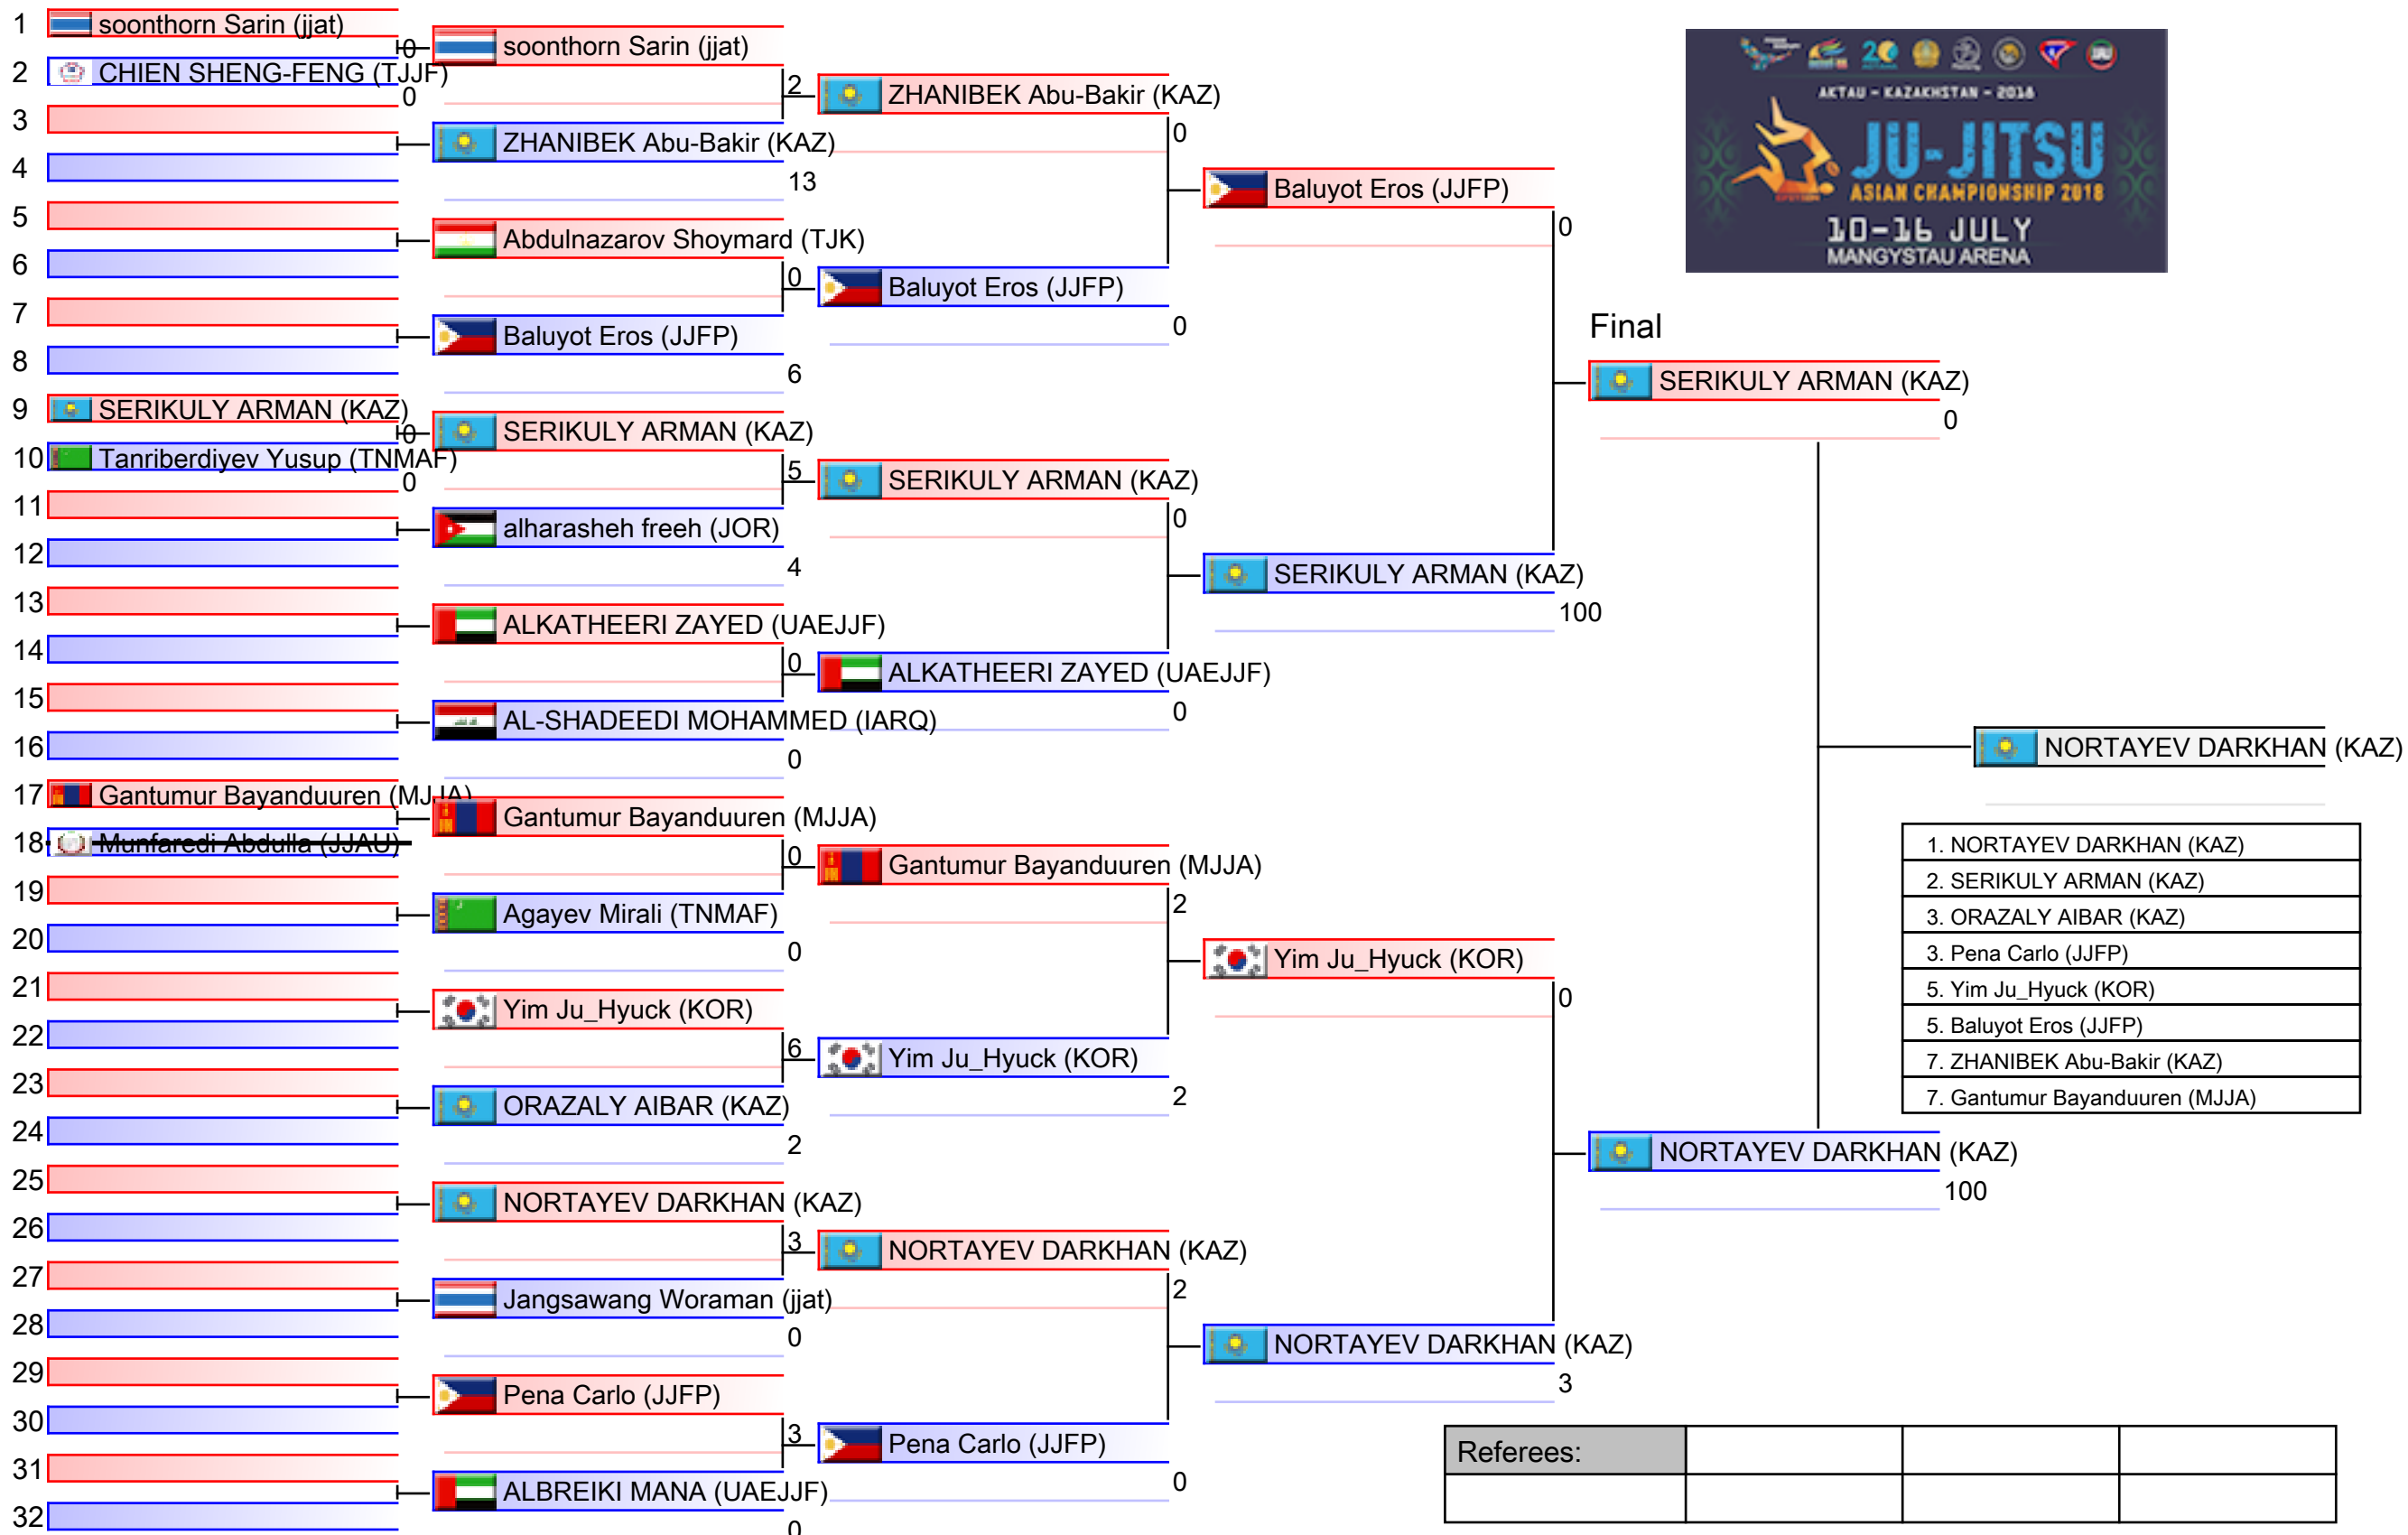 1 soonthorn Sarin (jjat)
0
2 CHIEN SHENG-FENG (TJJF)
0
3
4
5
6
7
8
9 SERIKULY ARMAN (KAZ)
0
10 Tanriberdiyev Yusup (TNMAF)
0
11
12
13
14
15
16
17 Gantumur Bayanduuren (MJJA)
18 Munfaredi Abdulla (JJAU)
19
20
21
22
23
24
25
26
27
28
29
30
31
32
soonthorn Sarin (jjat)
2
ZHANIBEK Abu-Bakir (KAZ)
13
Abdulnazarov Shoymard (TJK)
0
Baluyot Eros (JJFP)
6
SERIKULY ARMAN (KAZ)
5
alharasheh freeh (JOR)
4
ALKATHEERI ZAYED (UAEJJF)
0
AL-SHADEEDI MOHAMMED (IARQ)
0
Gantumur Bayanduuren (MJJA)
0
Agayev Mirali (TNMAF)
0
Yim Ju_Hyuck (KOR)
6
ORAZALY AIBAR (KAZ)
2
NORTAYEV DARKHAN (KAZ)
3
Jangsawang Woraman (jjat)
0
Pena Carlo (JJFP)
3
ALBREIKI MANA (UAEJJF)
0
ZHANIBEK Abu-Bakir (KAZ)
0
Baluyot Eros (JJFP)
0
SERIKULY ARMAN (KAZ)
0
ALKATHEERI ZAYED (UAEJJF)
0
Gantumur Bayanduuren (MJJA)
2
Yim Ju_Hyuck (KOR)
2
NORTAYEV DARKHAN (KAZ)
2
Pena Carlo (JJFP)
0
Baluyot Eros (JJFP)
0
SERIKULY ARMAN (KAZ)
100
Yim Ju_Hyuck (KOR)
0
NORTAYEV DARKHAN (KAZ)
3
Final
SERIKULY ARMAN (KAZ)
0
NORTAYEV DARKHAN (KAZ)
100
NORTAYEV DARKHAN (KAZ)
AKTAU - KAZAKHSTAN - 2018
JU-JITSU
ASIAN CHAMPIONSHIP 2018
10-16 JULY
MANGYSTAU ARENA
1. NORTAYEV DARKHAN (KAZ)
2. SERIKULY ARMAN (KAZ)
3. ORAZALY AIBAR (KAZ)
3. Pena Carlo (JJFP)
5. Yim Ju_Hyuck (KOR)
5. Baluyot Eros (JJFP)
7. ZHANIBEK Abu-Bakir (KAZ)
7. Gantumur Bayanduuren (MJJA)
Referees: